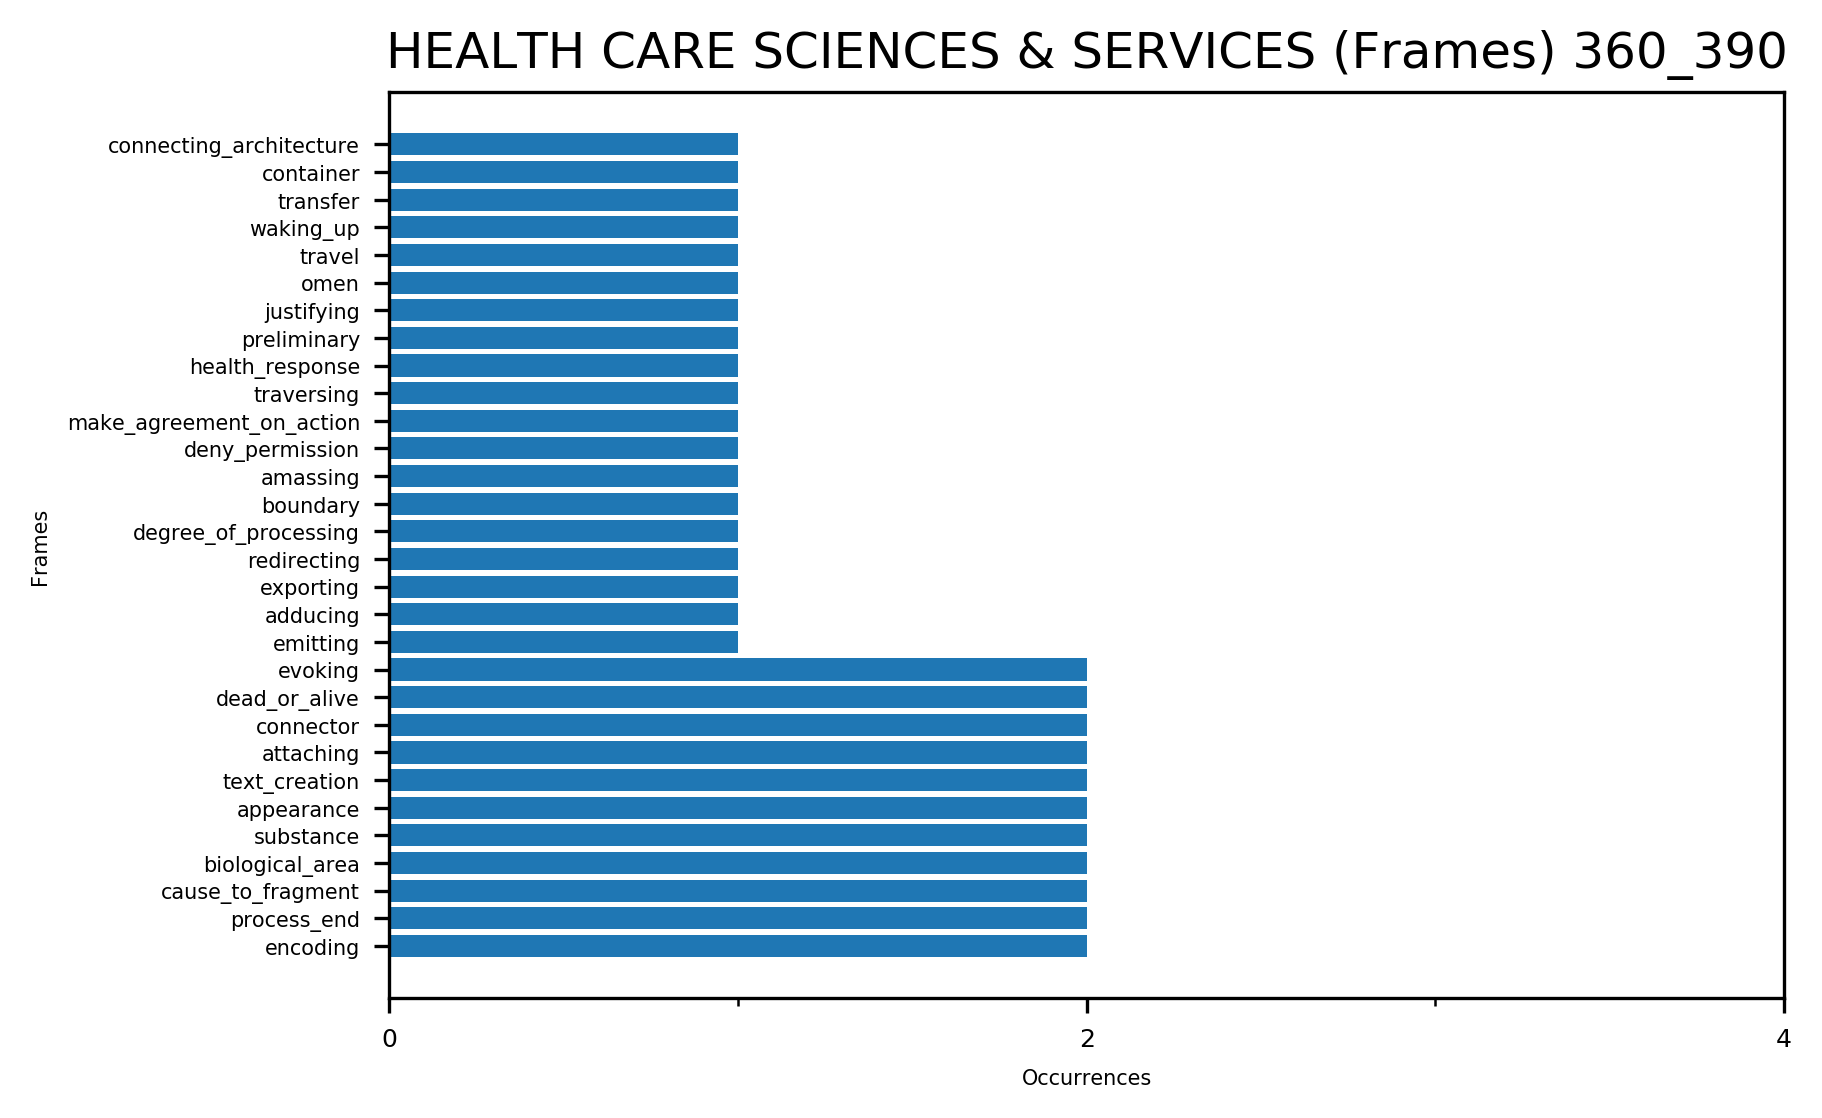 HEALTH CARE SCIENCES & SERVICES (Frames) 360_390
connecting_architecture
container
transfer
waking_up
travel
omen
justifying
preliminary
health_response
traversing
make_agreement_on_action
deny_permission
amassing
boundary
degree_of_processing
redirecting
exporting
adducing
emitting
evoking
dead_or_alive
connector
attaching
text_creation
appearance
substance
biological_area
cause_to_fragment
process_end
encoding
Frames
0 2 4
Occurrences